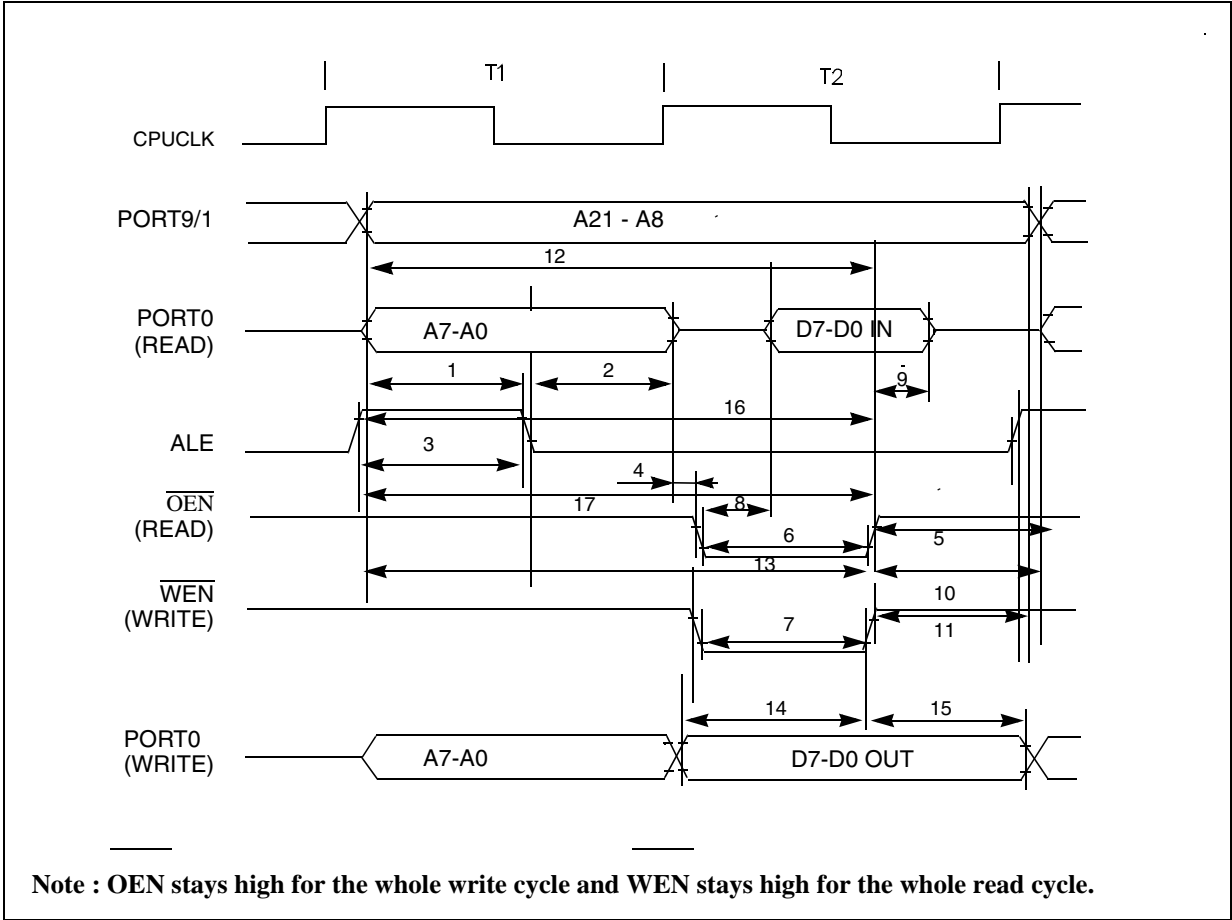 T1
T2
CPUCLK
PORT9/1
A21 - A8
12
PORT0
(READ)
A7-A0
D7-D0 IN
1
2
9
16
ALE
3
4
OEN
(READ)
17
8
6
5
13
WEN
(WRITE)
10
7
11
14
15
PORT0
(WRITE)
A7-A0
D7-D0 OUT
Note : OEN stays high for the whole write cycle and WEN stays high for the whole read cycle.